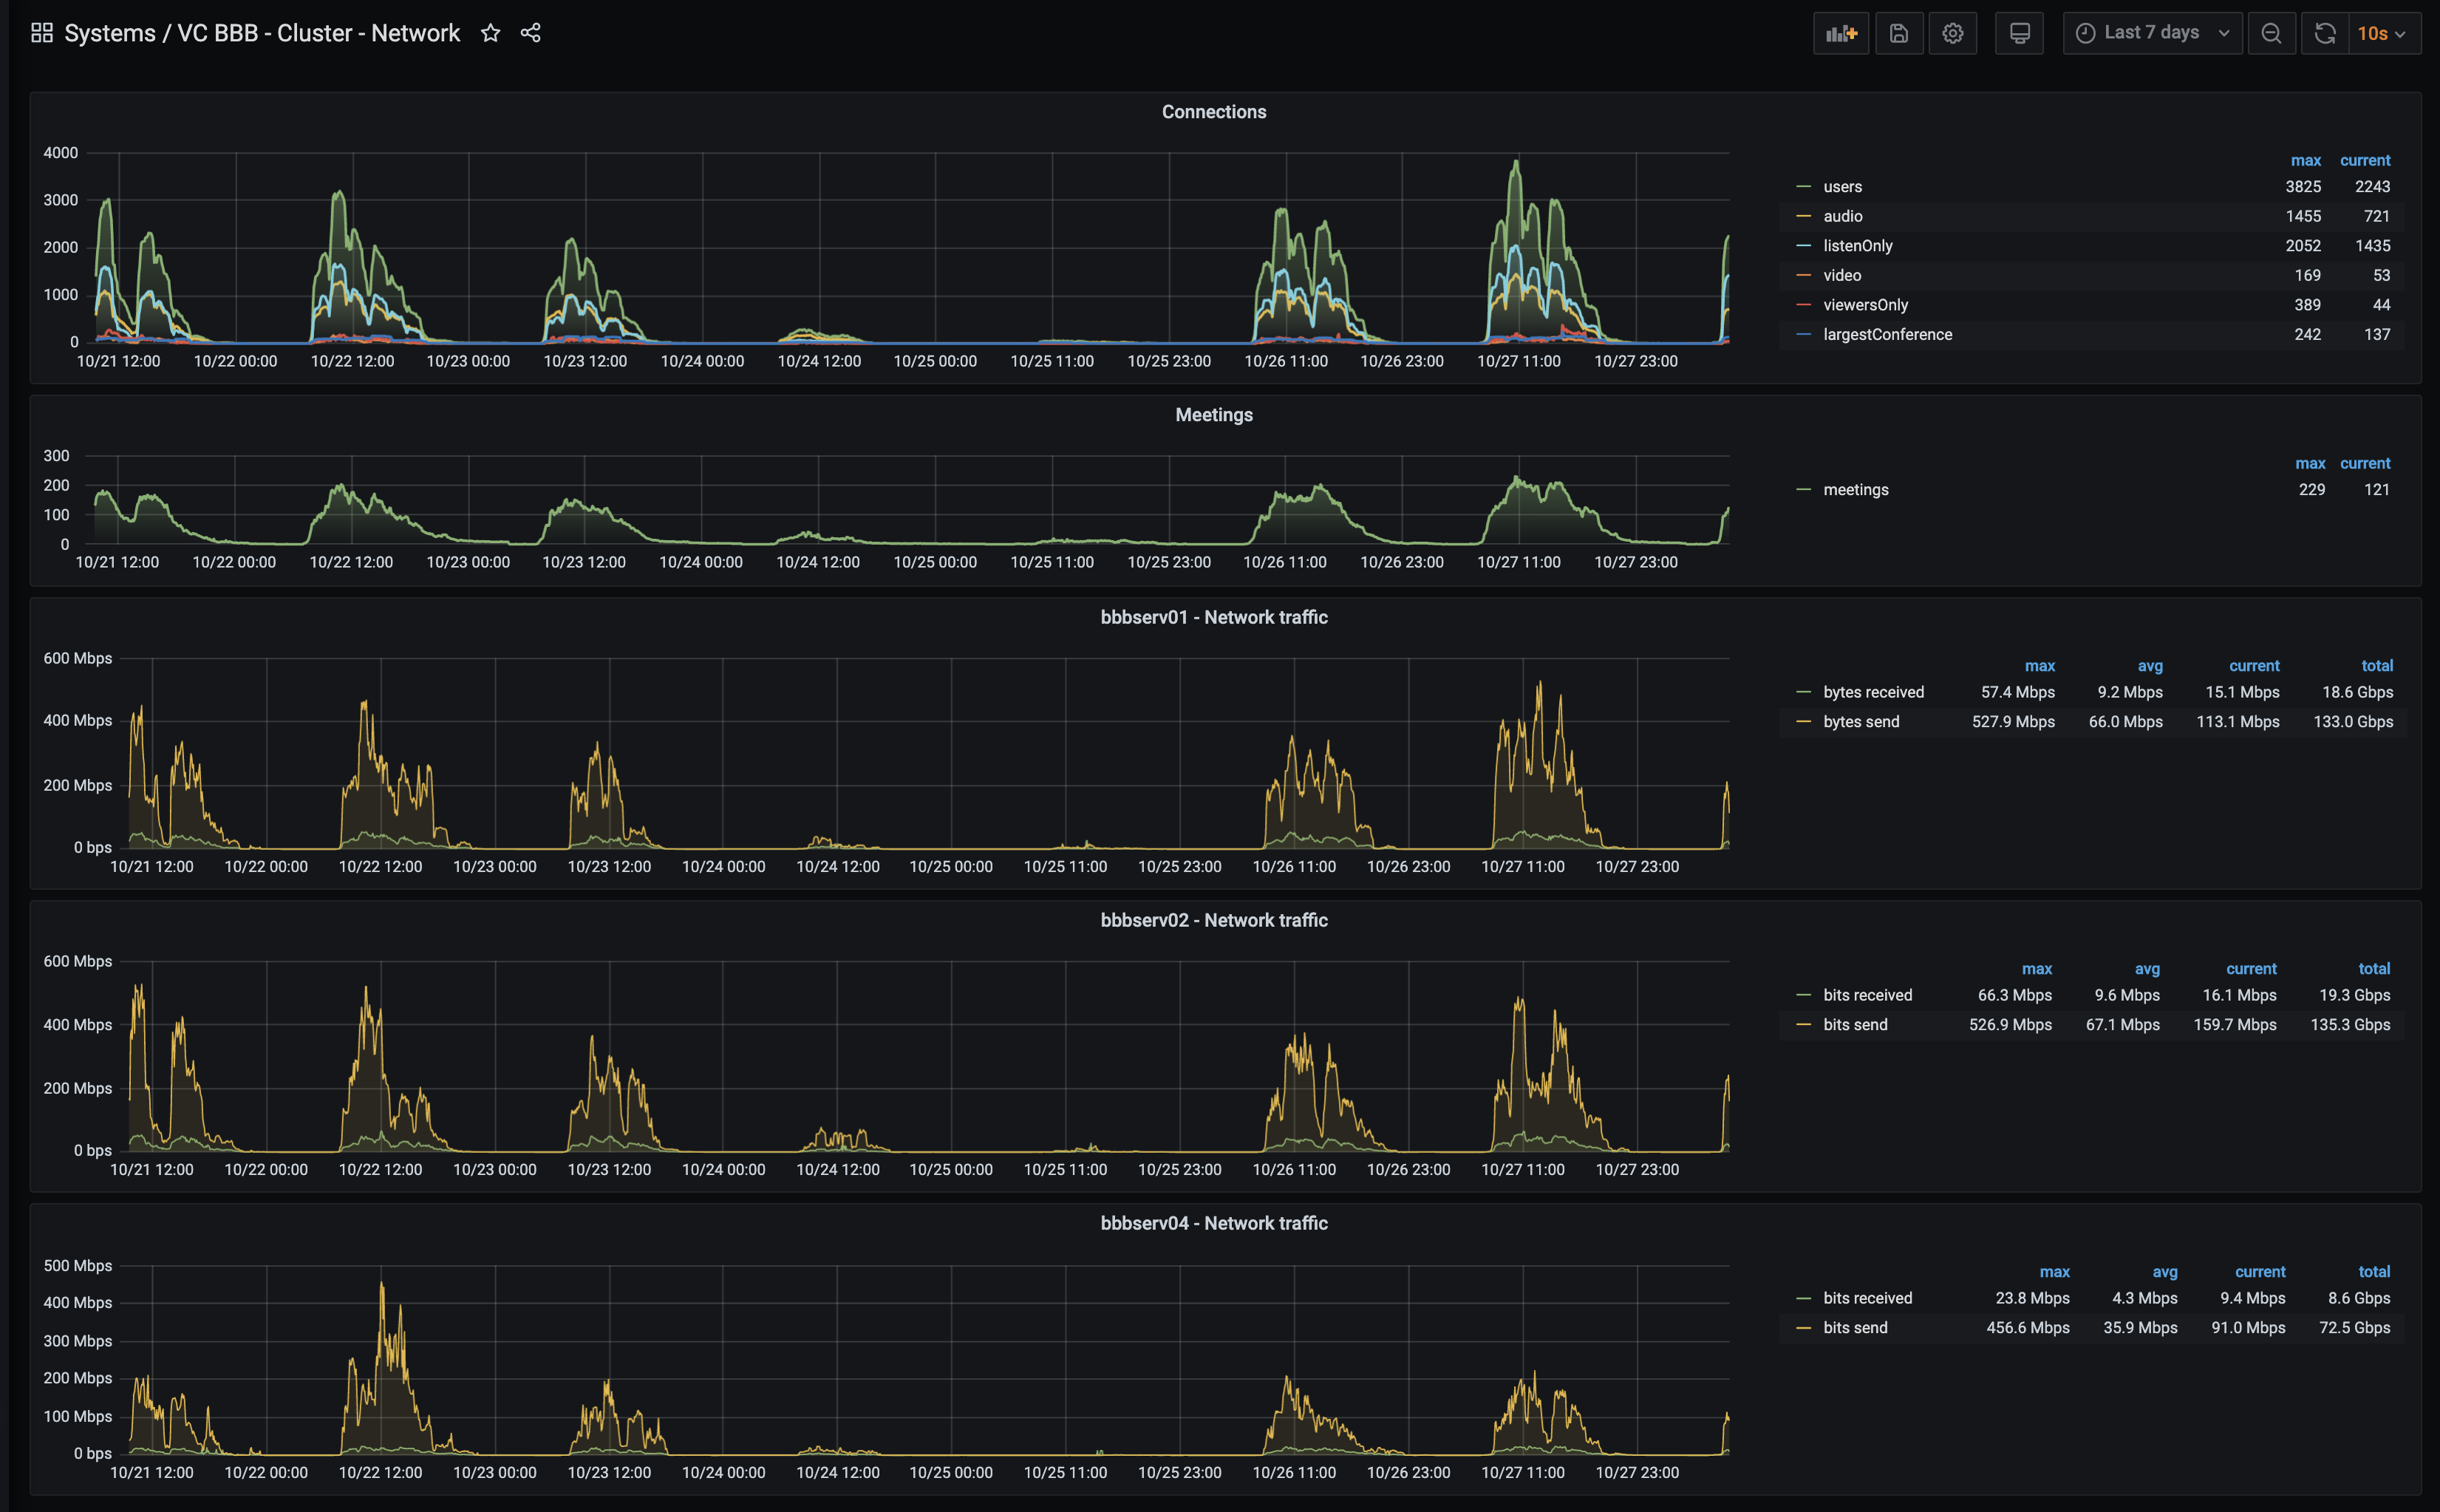 Systems / VC BBB - Cluster - Network
Last 7 days
10s
Connections
4000
3000
2000
1000
0
10/21 12:00 10/22 00:00 10/22 12:00 10/23 00:00 10/23 12:00 10/24 00:00 10/24 12:00 10/25 00:00 10/25 11:00 10/25 23:00 10/26 11:00 10/26 23:00 10/27 11:00 10/27 23:00
max current
users 3825 2243
audio 1455 721
listenOnly 2052 1435
video 169 53
viewersOnly 389 44
largestConference 242 137
Meetings
300
200
100
0
10/21 12:00 10/22 00:00 10/22 12:00 10/23 00:00 10/23 12:00 10/24 00:00 10/24 12:00 10/25 00:00 10/25 11:00 10/25 23:00 10/26 11:00 10/26 23:00 10/27 11:00 10/27 23:00
max current
meetings 229 121
bbbserv01 - Network traffic
600 Mbps
400 Mbps
200 Mbps
0 bps
10/21 12:00 10/22 00:00 10/22 12:00 10/23 00:00 10/23 12:00 10/24 00:00 10/24 12:00 10/25 00:00 10/25 11:00 10/25 23:00 10/26 11:00 10/26 23:00 10/27 11:00 10/27 23:00
max avg current total
bytes received 57.4 Mbps 9.2 Mbps 15.1 Mbps 18.6 Gbps
bytes send 527.9 Mbps 66.0 Mbps 113.1 Mbps 133.0 Gbps
bbbserv02 - Network traffic
600 Mbps
400 Mbps
200 Mbps
0 bps
10/21 12:00 10/22 00:00 10/22 12:00 10/23 00:00 10/23 12:00 10/24 00:00 10/24 12:00 10/25 00:00 10/25 11:00 10/25 23:00 10/26 11:00 10/26 23:00 10/27 11:00 10/27 23:00
max avg current total
bits received 66.3 Mbps 9.6 Mbps 16.1 Mbps 19.3 Gbps
bits send 526.9 Mbps 67.1 Mbps 159.7 Mbps 135.3 Gbps
bbbserv04 - Network traffic
500 Mbps
400 Mbps
300 Mbps
200 Mbps
100 Mbps
0 bps
10/21 12:00 10/22 00:00 10/22 12:00 10/23 00:00 10/23 12:00 10/24 00:00 10/24 12:00 10/25 00:00 10/25 11:00 10/25 23:00 10/26 11:00 10/26 23:00 10/27 11:00 10/27 23:00
max avg current total
bits received 23.8 Mbps 4.3 Mbps 9.4 Mbps 8.6 Gbps
bits send 456.6 Mbps 35.9 Mbps 91.0 Mbps 72.5 Gbps